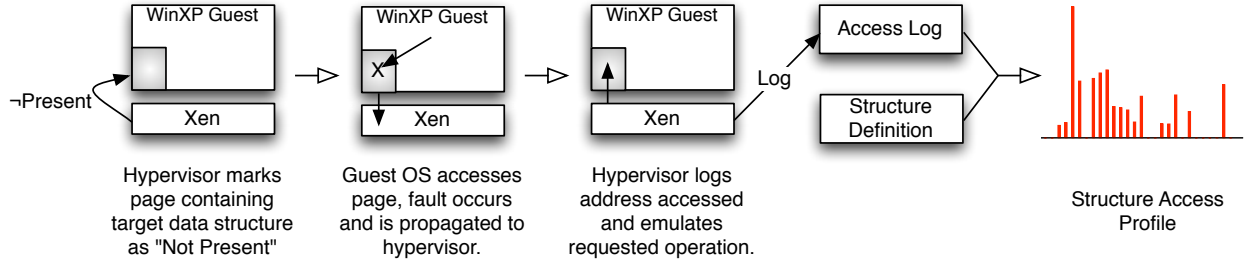 WinXP Guest
¬Present
Xen
Hypervisor marks
page containing
target data structure
as "Not Present"
WinXP Guest
X
Xen
Guest OS accesses
page, fault occurs
and is propagated to
hypervisor.
WinXP Guest
Xen
Hypervisor logs
address accessed
and emulates
requested operation.
Log
Access Log
Structure
Definition
Structure Access
Profile